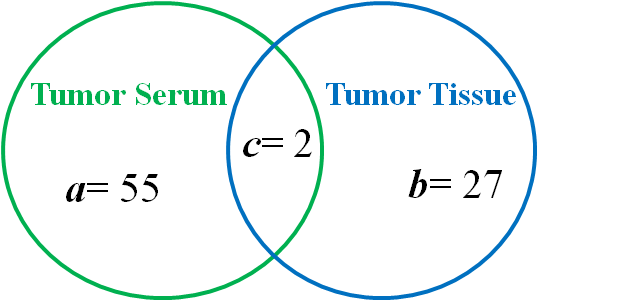 Tumor Serum
Tumor Tissue
c= 2
a= 55
b= 27